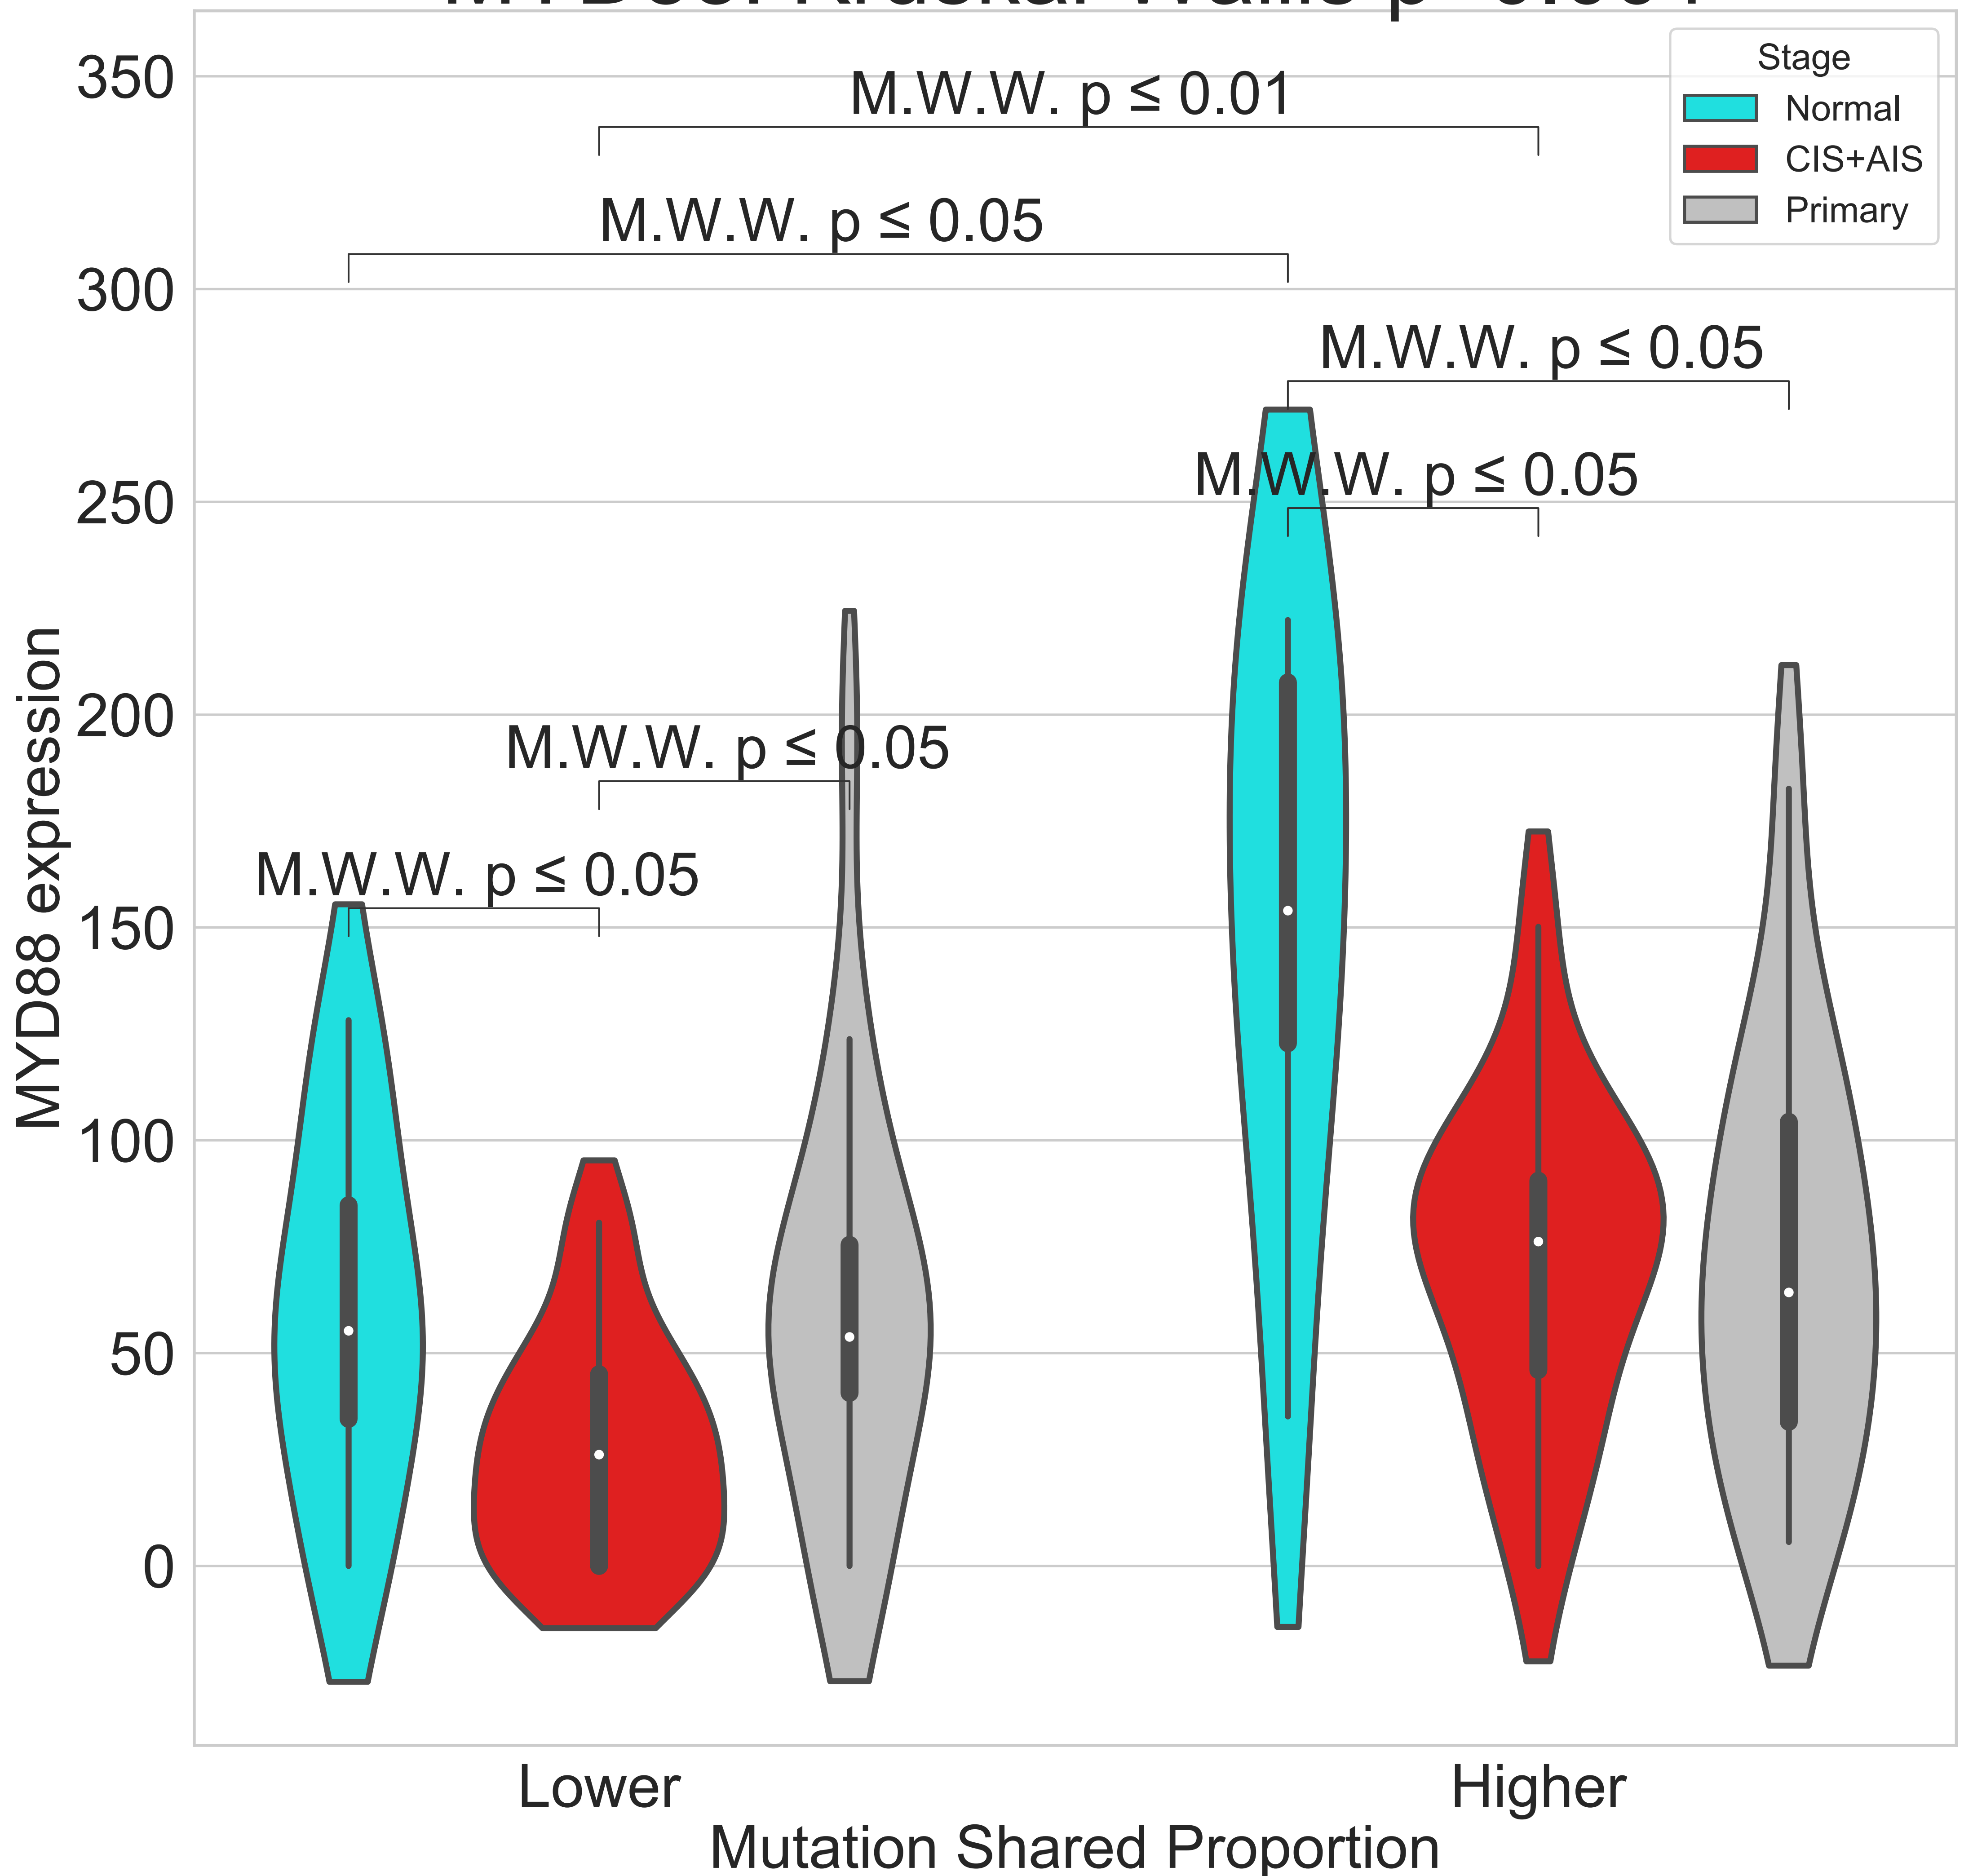 350
300
250
200
150
100
50
0
MYD88 expression
Stage
Normal
CIS+AIS
Primary
M.W.W. p ≤ 0.01
M.W.W. p ≤ 0.05
M.W.W. p ≤ 0.05
M.W.W. p ≤ 0.05
M.W.W. p ≤ 0.05
M.W.W. p ≤ 0.05
Lower
Higher
Mutation Shared Proportion